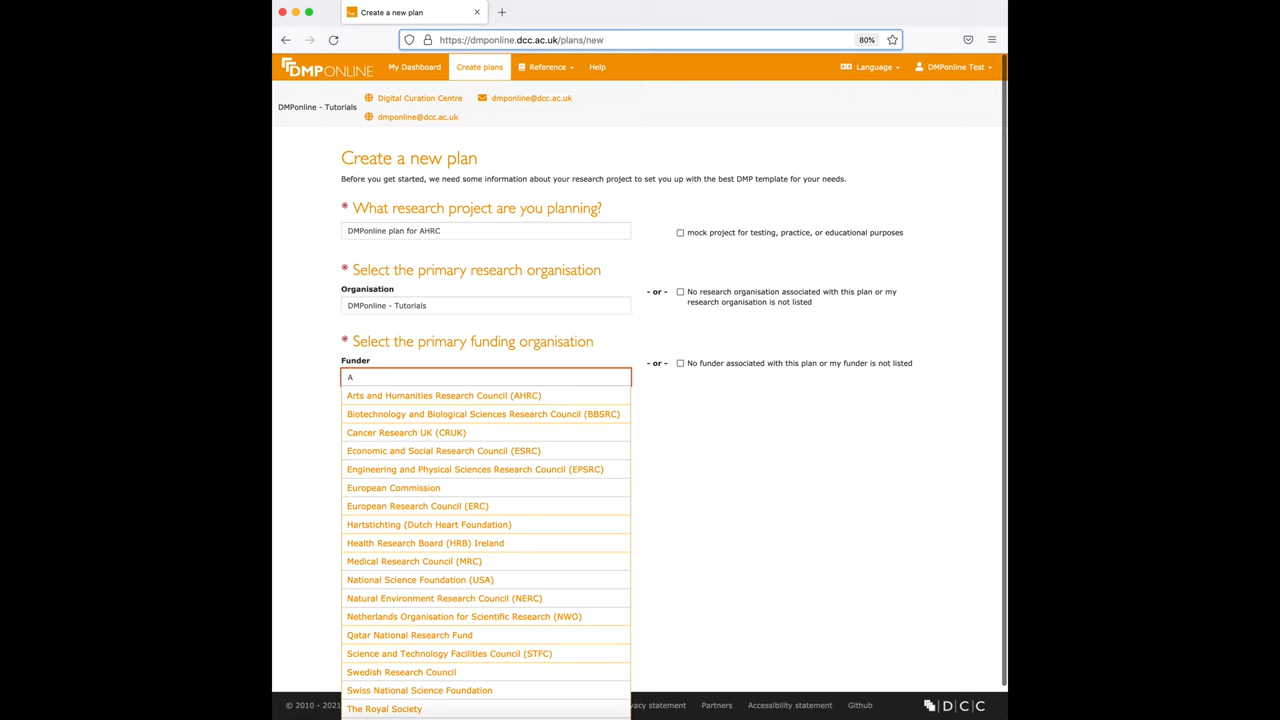 Create a new plan
https://dmponline.dcc.ac.uk/plans/new
80%
DMPONLINE
My Dashboard
Create plans
Reference
Help
Language
DMPonline Test
DMPonline - Tutorials
Digital Curation Centre
dmponline@dcc.ac.uk
dmponline@dcc.ac.uk
Create a new plan
Before you get started, we need some information about your research project to set you up with the best DMP template for your needs.
* What research project are you planning?
DMPonline plan for AHRC
mock project for testing, practice, or educational purposes
* Select the primary research organisation
Organisation
DMPonline - Tutorials
- or -
No research organisation associated with this plan or my
research organisation is not listed
* Select the primary funding organisation
Funder
A
- or -
No funder associated with this plan or my funder is not listed
Arts and Humanities Research Council (AHRC)
Biotechnology and Biological Sciences Research Council (BBSRC)
Cancer Research UK (CRUK)
Economic and Social Research Council (ESRC)
Engineering and Physical Sciences Research Council (EPSRC)
European Commission
European Research Council (ERC)
Hartstichting (Dutch Heart Foundation)
Health Research Board (HRB) Ireland
Medical Research Council (MRC)
National Science Foundation (USA)
Natural Environment Research Council (NERC)
Netherlands Organisation for Scientific Research (NWO)
Qatar National Research Fund
Science and Technology Facilities Council (STFC)
Swedish Research Council
Swiss National Science Foundation
The Royal Society
© 2010 - 2021
vacy statement
Partners
Accessibility statement
Github
DCC